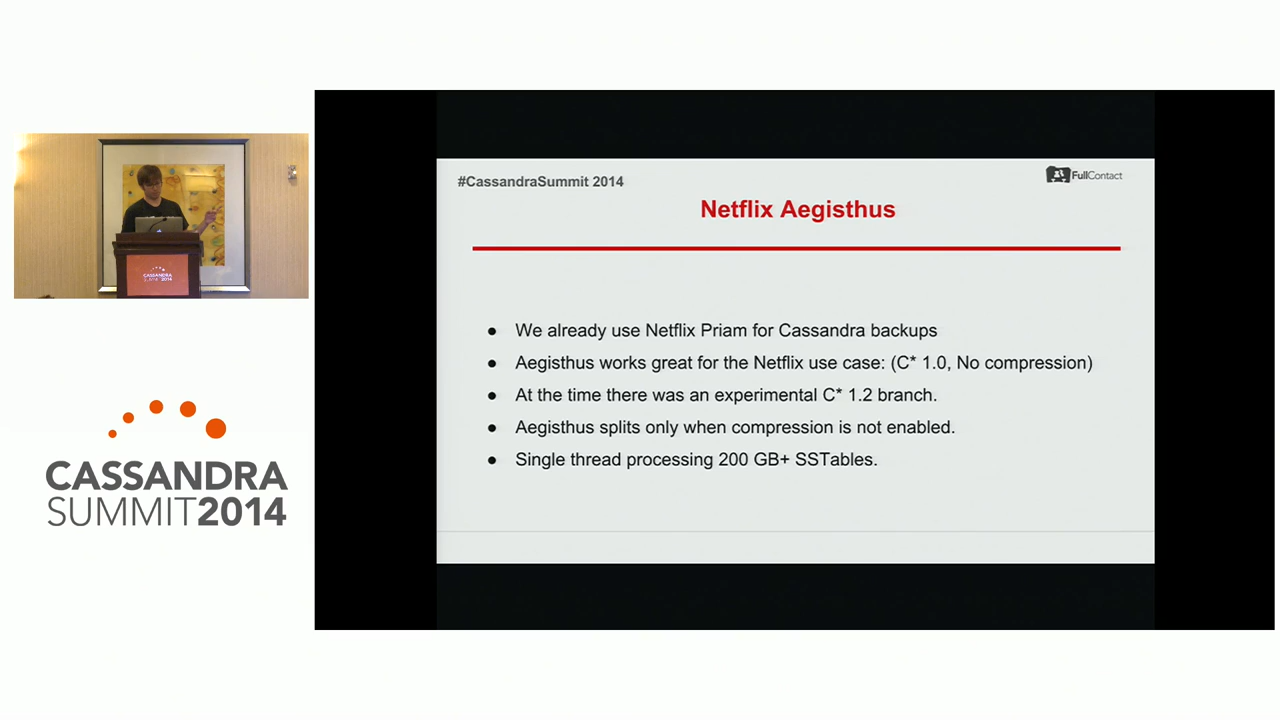 #CassandraSummit 2014
FullContact
Netflix Aegisthus
● We already use Netflix Priam for Cassandra backups
● Aegisthus works great for the Netflix use case: (C* 1.0, No compression)
● At the time there was an experimental C* 1.2 branch.
● Aegisthus splits only when compression is not enabled.
● Single thread processing 200 GB+ SSTables.
CASSANDRA
SUMMIT 2014
CASSANDRA
SUMMIT2014